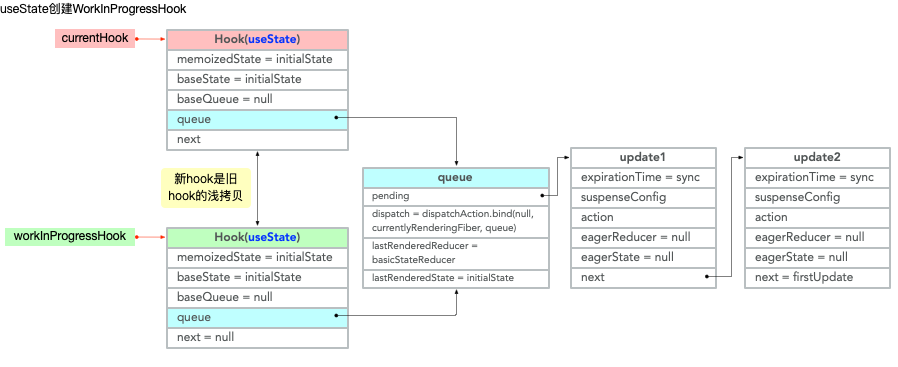 useState创建WorkInProgressHook
currentHook
Hook(useState)
memoizedState = initialState
baseState = initialState
baseQueue = null
queue
next
新hook是旧
hook的浅拷贝
workInProgressHook
Hook(useState)
memoizedState = initialState
baseState = initialState
baseQueue = null
queue
next = null
queue
pending
dispatch = dispatchAction.bind(null,
currentlyRenderingFiber, queue)
lastRenderedReducer =
basicStateReducer
lastRenderedState = initialState
update1
expirationTime = sync
suspenseConfig
action
eagerReducer = null
eagerState = null
next
update2
expirationTime = sync
suspenseConfig
action
eagerReducer = null
eagerState = null
next = firstUpdate